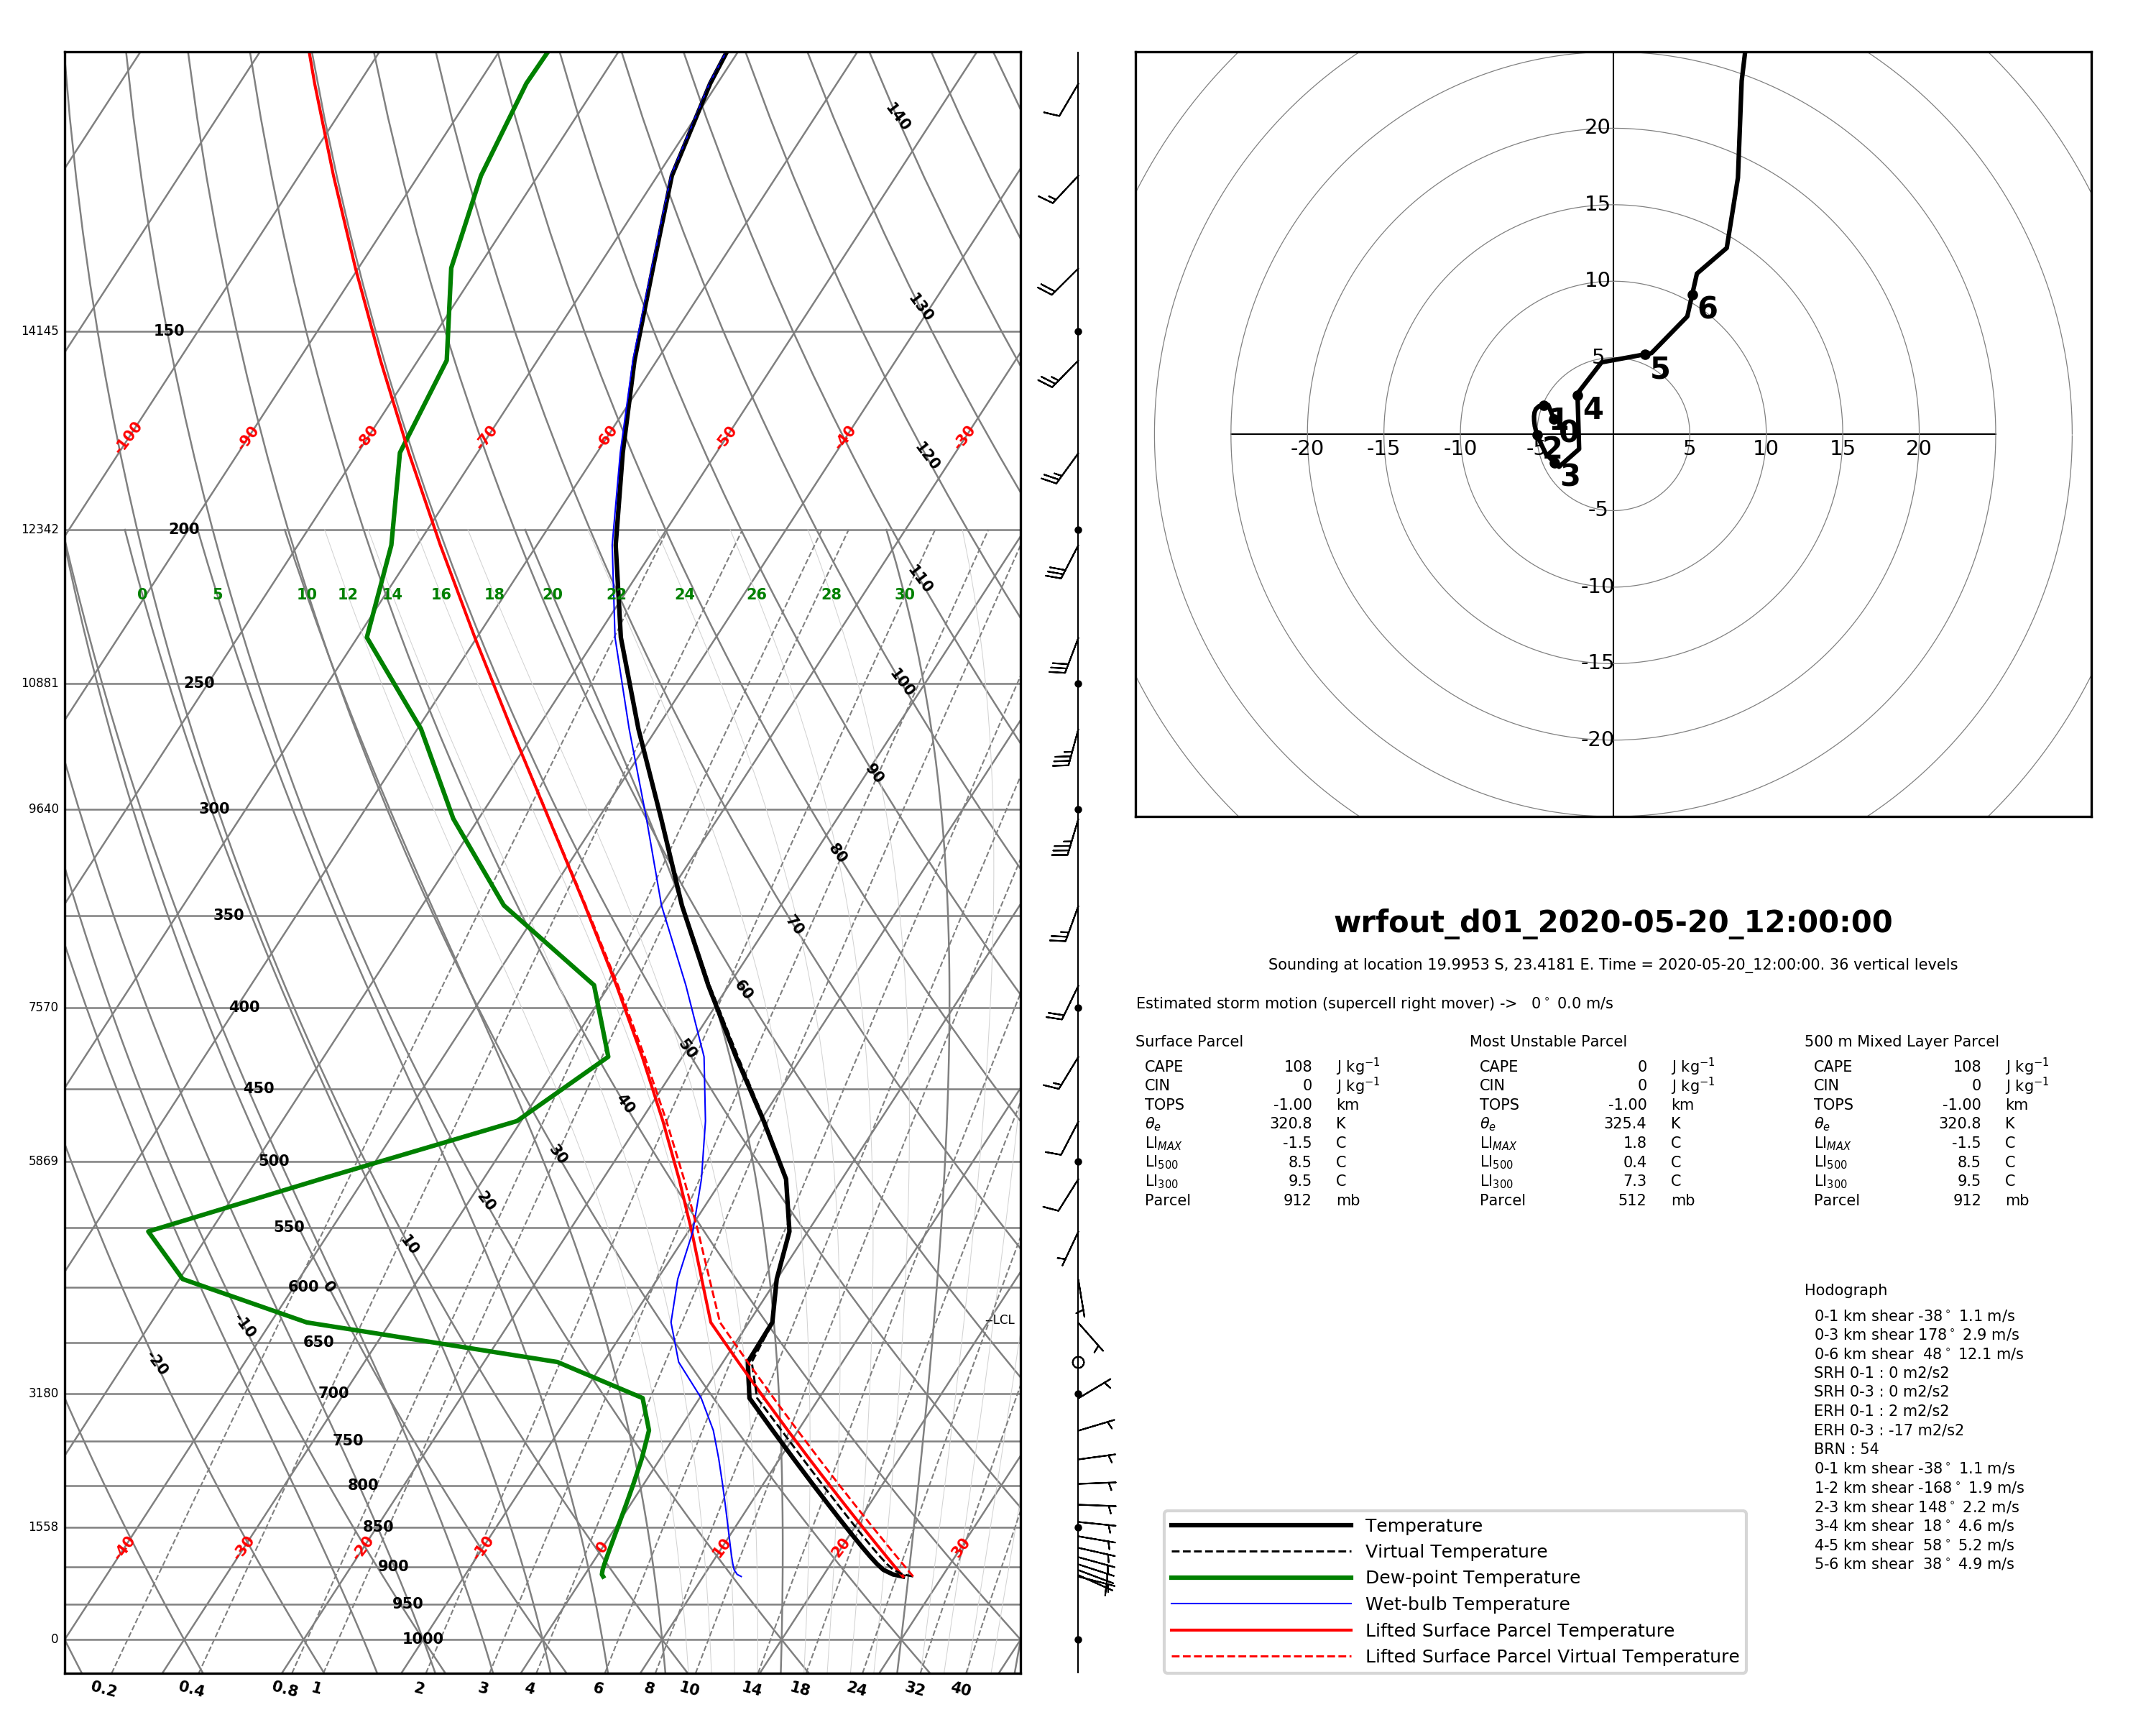 140
130
14145 150
-100 -90 -80 -70 -60 -50 -40 -30
120
12342 200
110
0 5 10 12 14 16 18 20 22 24 26 28 30
10881 250
100
90
9640 300
80
350
70
60
7570 400
50
450
40
5869 500
30
20
550
10
600 0
-10
650
-20
--LCL
3180 700
750
800
1558 850
-40 -30 -20 -10 0 10 20 30
900
950
0 1000
0.2 0.4 0.8 1 2 3 4 6 8 10 14 18 24 32 40
20
15
10
5
-20 -15 -10 -5 5 10 15 20
-5
-10
-15
-20
0
1
2
3
4
5
6
wrfout_d01_2020-05-20_12:00:00
Sounding at location 19.9953 S, 23.4181 E. Time = 2020-05-20_12:00:00. 36 vertical levels
Estimated storm motion (supercell right mover) -> 0° 0.0 m/s
Surface Parcel
CAPE 108 J kg⁻¹
CIN 0 J kg⁻¹
TOPS -1.00 km
θₑ 320.8 K
LI_MAX -1.5 C
LI₅₀₀ 8.5 C
LI₃₀₀ 9.5 C
Parcel 912 mb
Most Unstable Parcel
CAPE 0 J kg⁻¹
CIN 0 J kg⁻¹
TOPS -1.00 km
θₑ 325.4 K
LI_MAX 1.8 C
LI₅₀₀ 0.4 C
LI₃₀₀ 7.3 C
Parcel 512 mb
500 m Mixed Layer Parcel
CAPE 108 J kg⁻¹
CIN 0 J kg⁻¹
TOPS -1.00 km
θₑ 320.8 K
LI_MAX -1.5 C
LI₅₀₀ 8.5 C
LI₃₀₀ 9.5 C
Parcel 912 mb
Hodograph
0-1 km shear -38° 1.1 m/s
0-3 km shear 178° 2.9 m/s
0-6 km shear 48° 12.1 m/s
SRH 0-1 : 0 m2/s2
SRH 0-3 : 0 m2/s2
ERH 0-1 : 2 m2/s2
ERH 0-3 : -17 m2/s2
BRN : 54
0-1 km shear -38° 1.1 m/s
1-2 km shear -168° 1.9 m/s
2-3 km shear 148° 2.2 m/s
3-4 km shear 18° 4.6 m/s
4-5 km shear 58° 5.2 m/s
5-6 km shear 38° 4.9 m/s
Temperature
Virtual Temperature
Dew-point Temperature
Wet-bulb Temperature
Lifted Surface Parcel Temperature
Lifted Surface Parcel Virtual Temperature